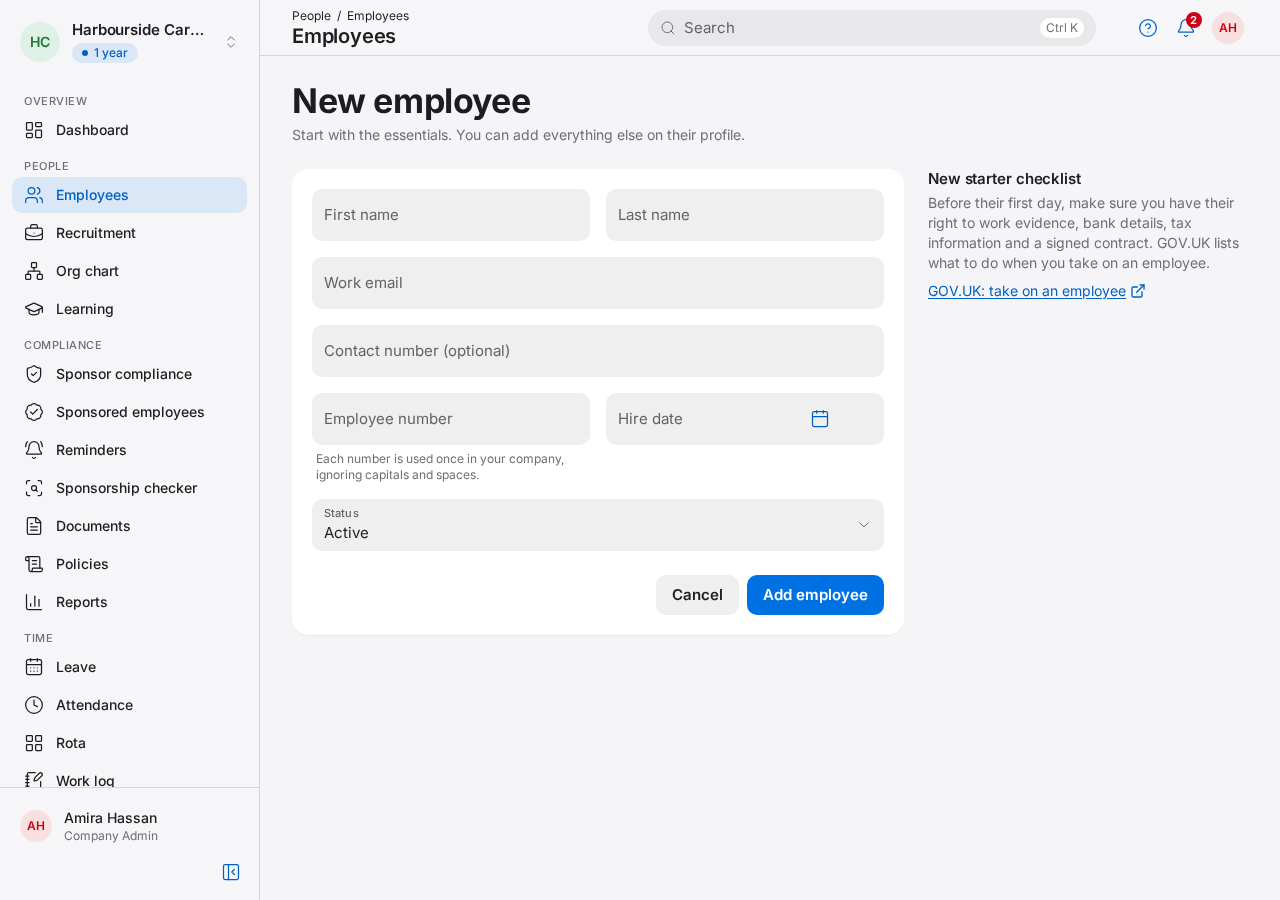 HC
Harbourside Car...
1 year
OVERVIEW
Dashboard
PEOPLE
Employees
Recruitment
Org chart
Learning
COMPLIANCE
Sponsor compliance
Sponsored employees
Reminders
Sponsorship checker
Documents
Policies
Reports
TIME
Leave
Attendance
Rota
Work log
AH
Amira Hassan
Company Admin
People / Employees
Employees
Search
Ctrl K
2
AH
New employee
Start with the essentials. You can add everything else on their profile.
First name
Last name
Work email
Contact number (optional)
Employee number
Hire date
Each number is used once in your company,
ignoring capitals and spaces.
Status
Active
Cancel
Add employee
New starter checklist
Before their first day, make sure you have their
right to work evidence, bank details, tax
information and a signed contract. GOV.UK lists
what to do when you take on an employee.
GOV.UK: take on an employee